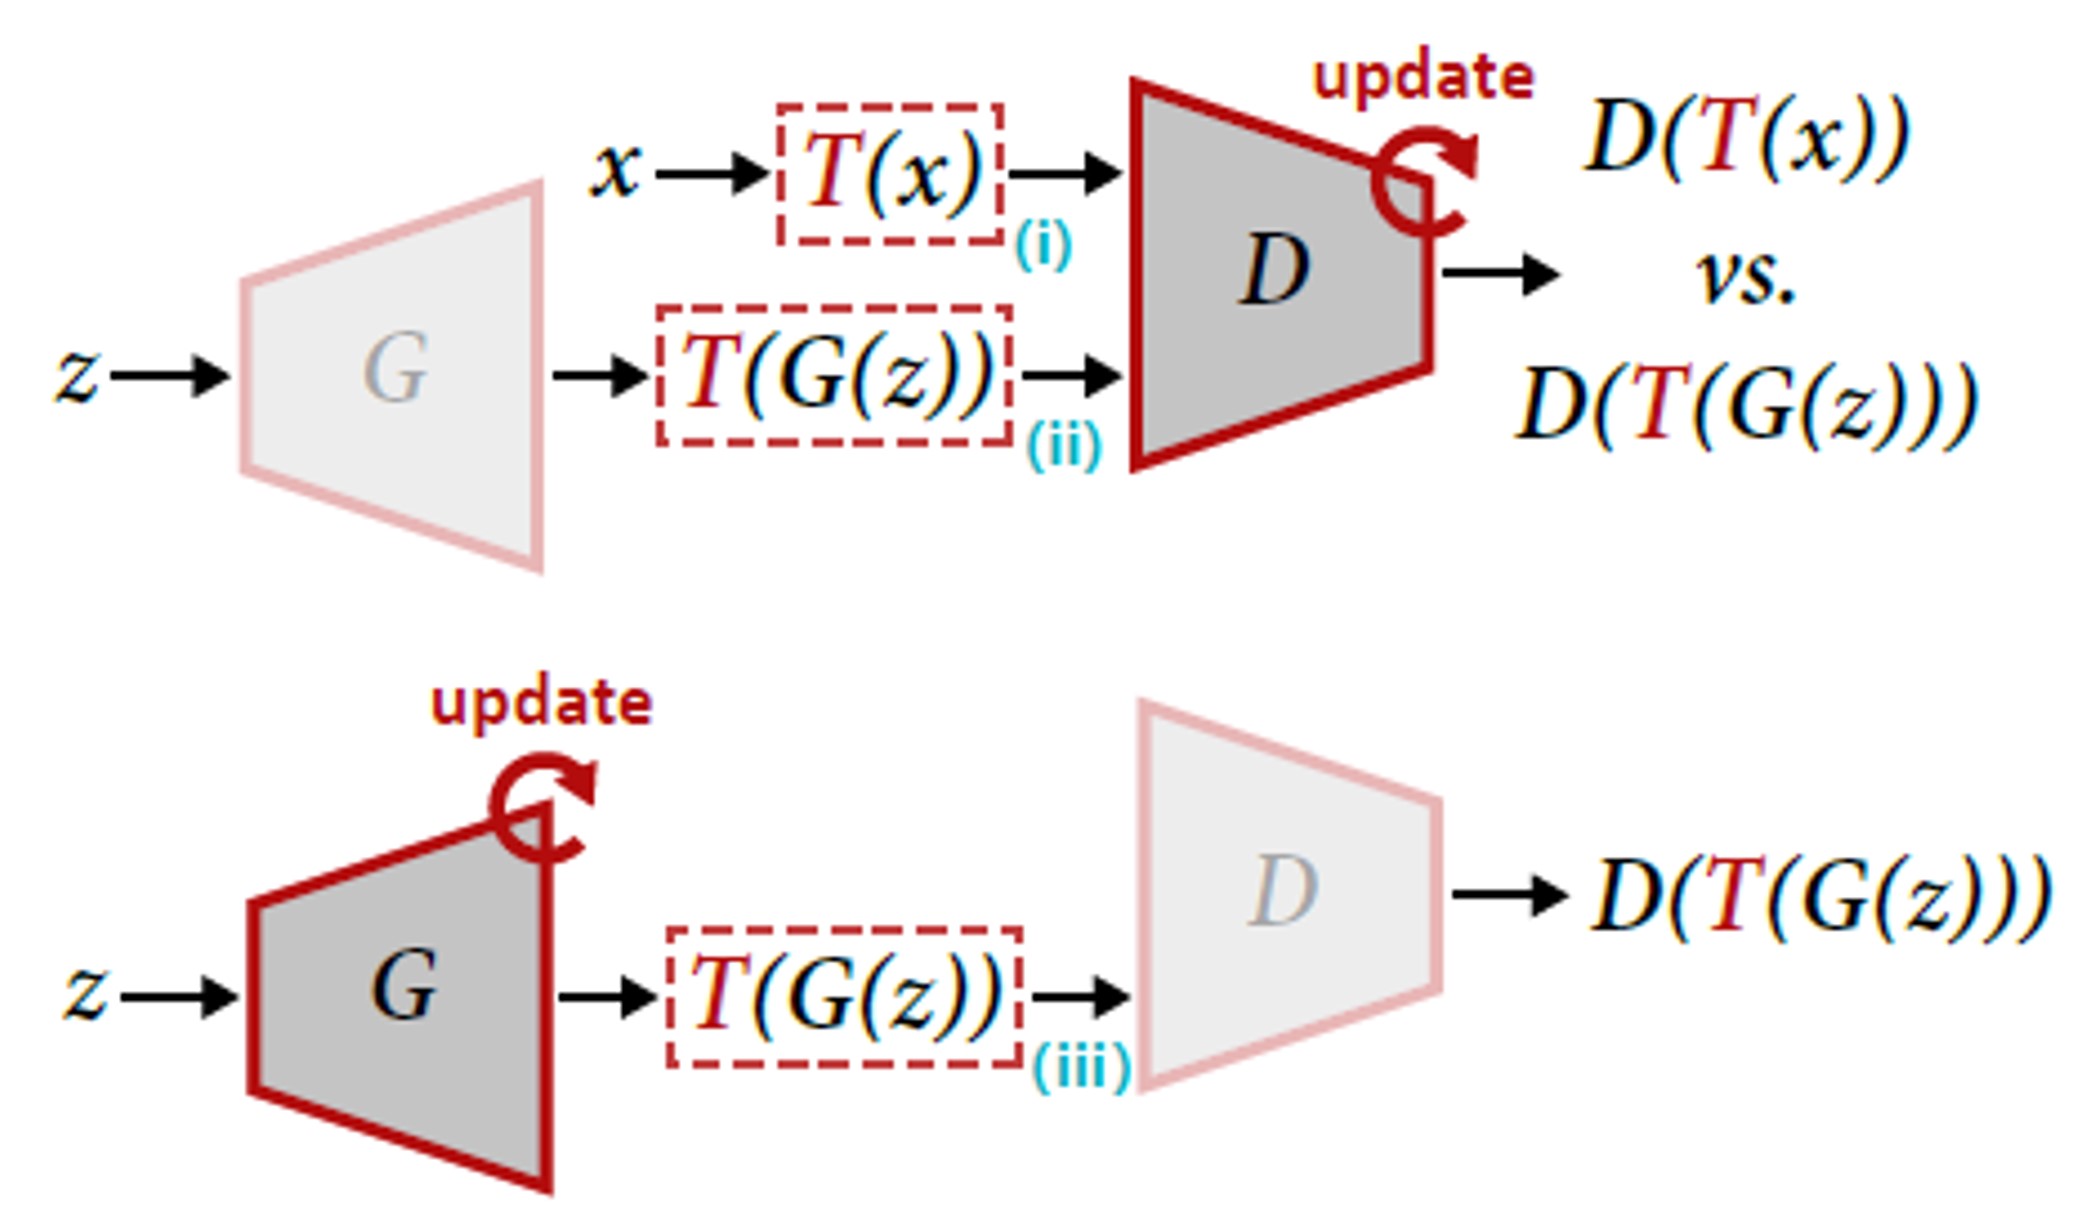 update
x T(x) D D(T(x))
(i)
vs.
z G T(G(z)) D(T(G(z)))
(ii)
update
z G T(G(z)) D D(T(G(z)))
(iii)